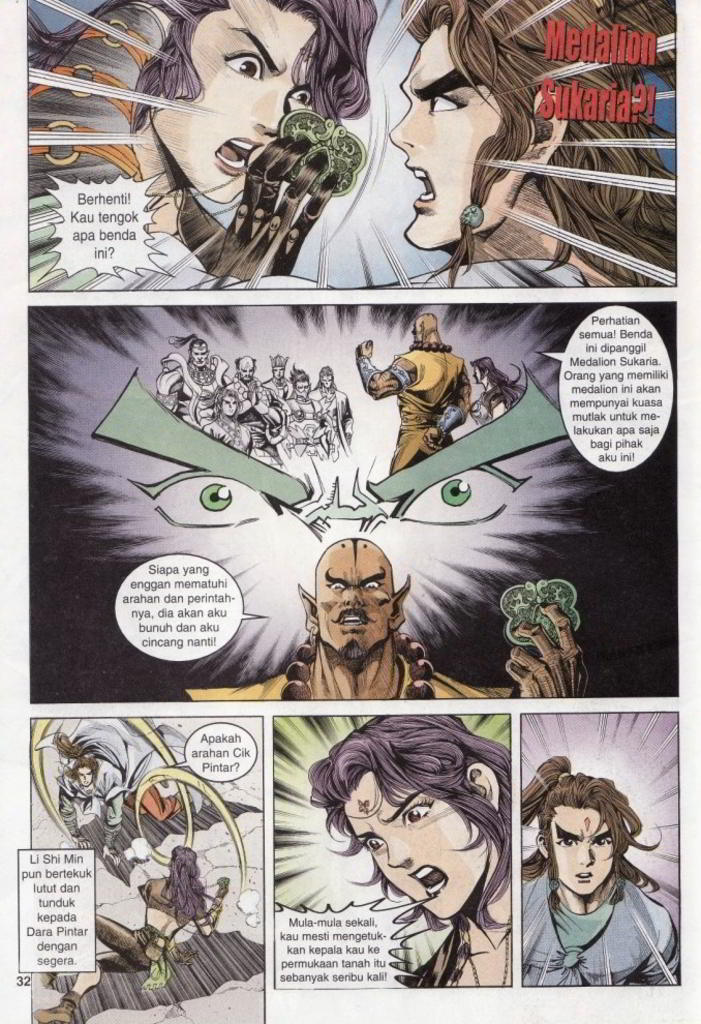 Medalion
Sukaria?!
Berhenti!
Kau tengok
apa benda
ini?
Perhatian
semua! Benda
ini dipanggil
Medalion Sukaria.
Orang yang memiliki
medalion ini akan
mempunyai kuasa
mutlak untuk me-
lakukan apa saja
bagi pihak
aku ini!
Siapa yang
enggan mematuhi
arahan dan perintah-
nya, dia akan aku
bunuh dan aku
cincang nanti!
Apakah
arahan Cik
Pintar?
Li Shi Min
pun bertekuk
lutut dan
tunduk
kepada
Dara Pintar
dengan
segera.
Mula-mula sekali,
kau mesti mengetuk-
kan kepala kau ke
permukaan tanah itu
sebanyak seribu kali!
32